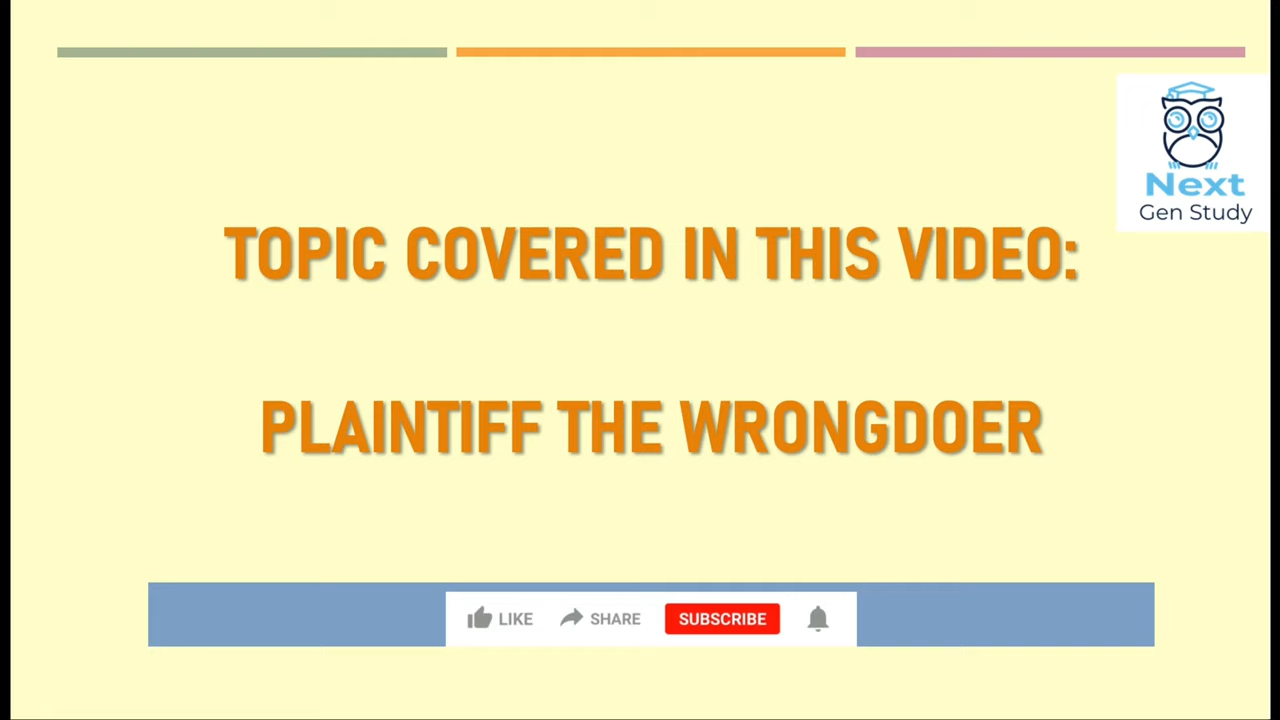 Next
Gen Study
TOPIC COVERED IN THIS VIDEO:
PLAINTIFF THE WRONGDOER
LIKE SHARE SUBSCRIBE